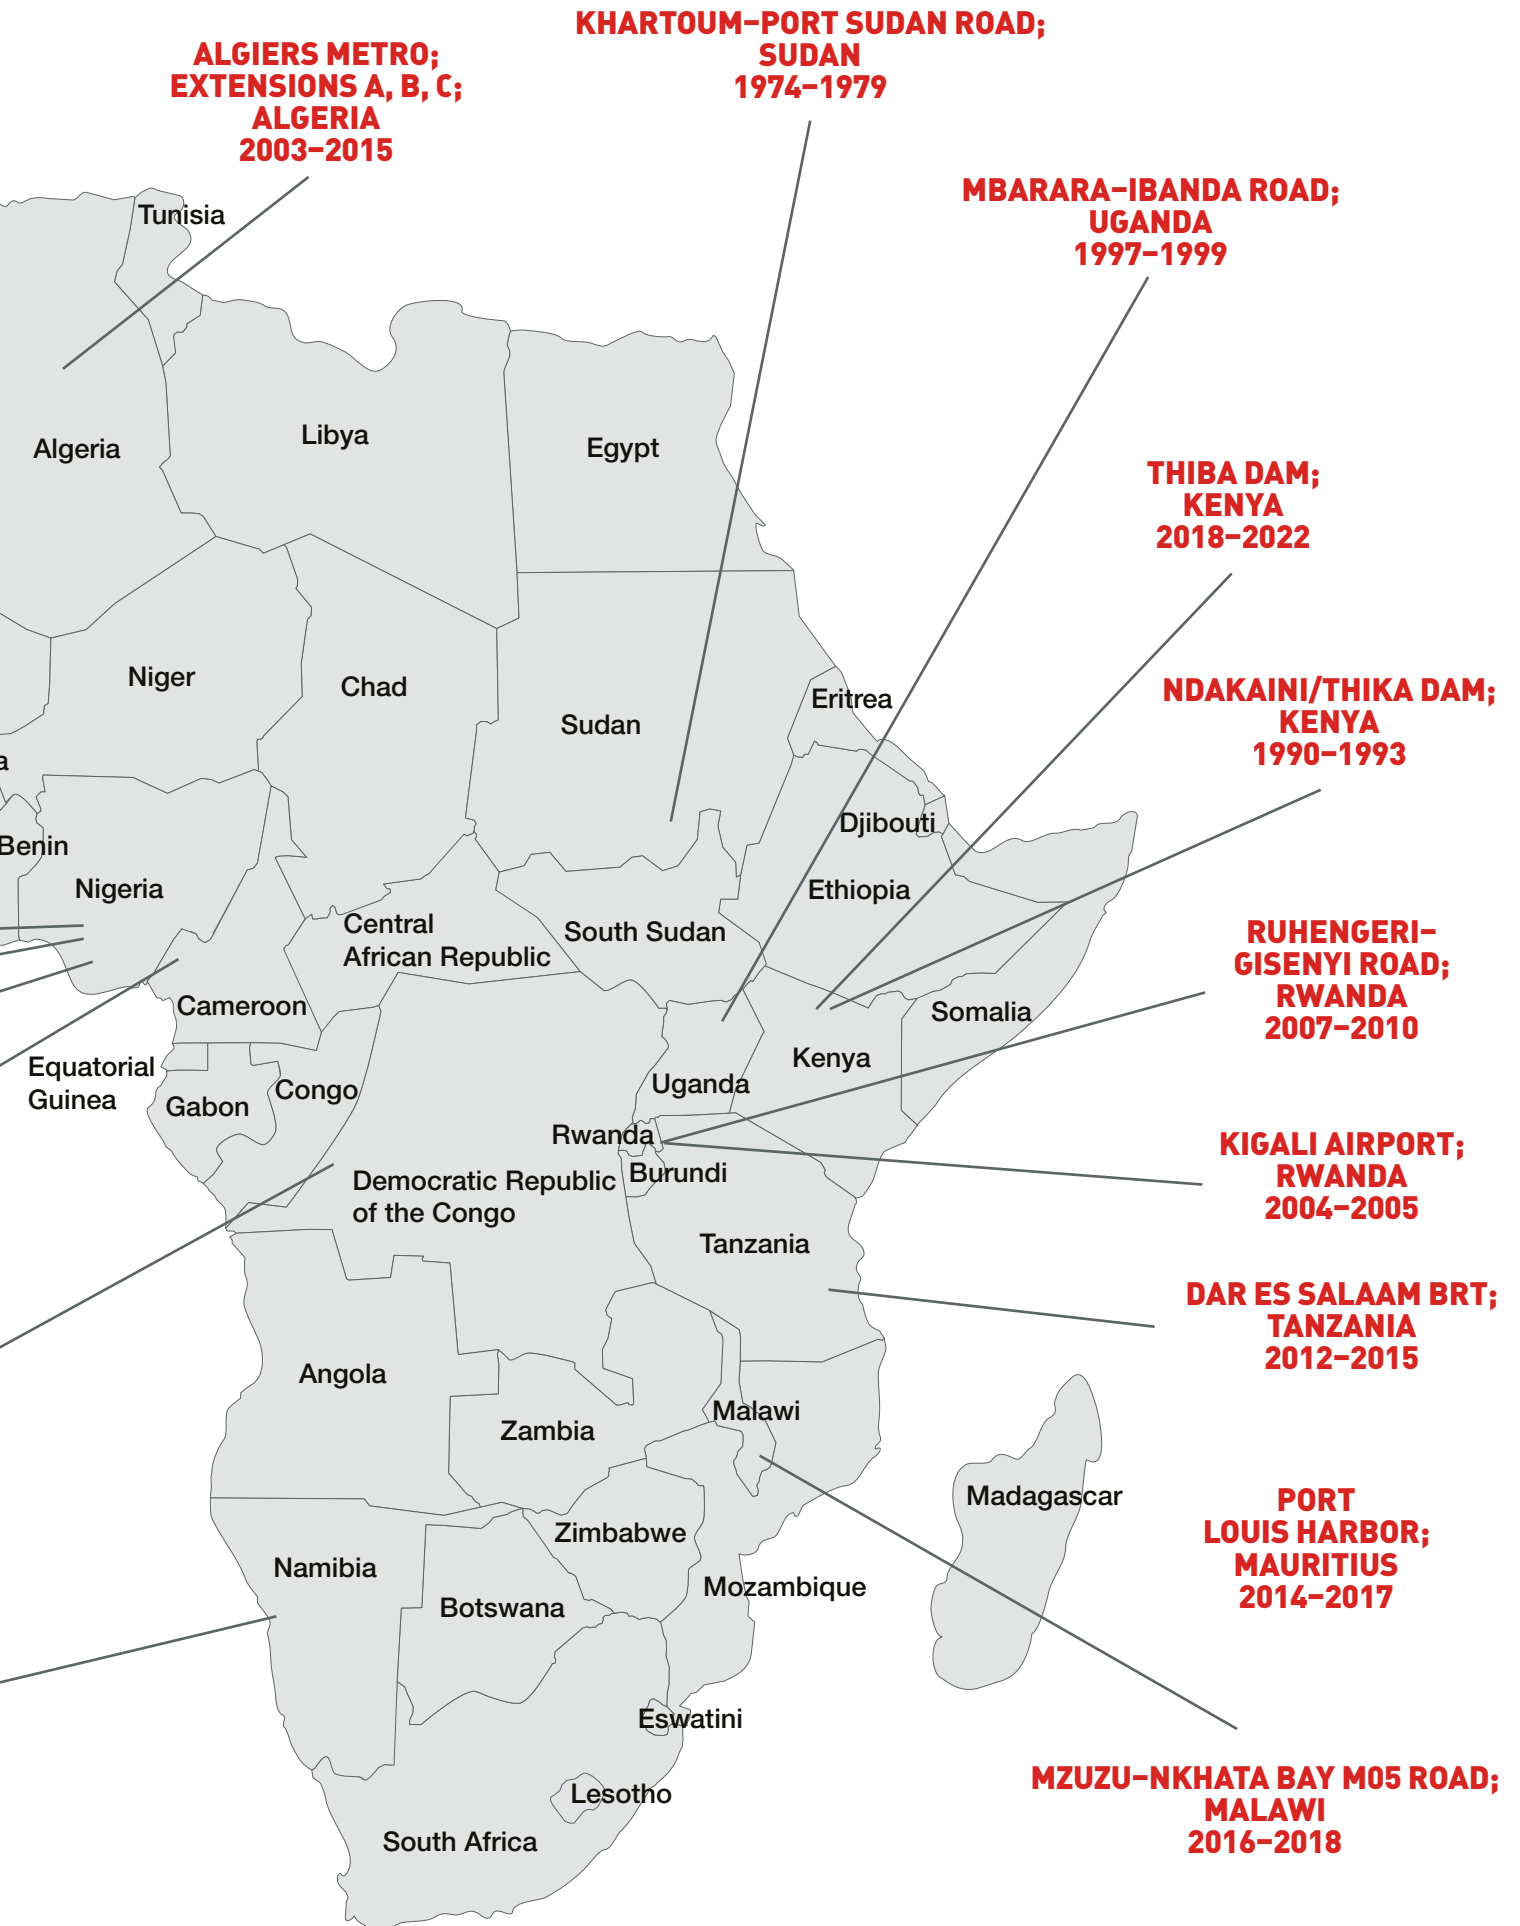 KHARTOUM–PORT SUDAN ROAD;
SUDAN
1974–1979
ALGIERS METRO;
EXTENSIONS A, B, C;
ALGERIA
2003–2015
MBARARA–IBANDA ROAD;
UGANDA
1997–1999
Tunisia
Algeria
Libya
Egypt
THIBA DAM;
KENYA
2018–2022
Niger
Chad
Sudan
Eritrea
NDAKAINI/THIKA DAM;
KENYA
1990–1993
a
Benin
Nigeria
Djibouti
Ethiopia
Central
African Republic
South Sudan
RUHENGERI–
GISENYI ROAD;
RWANDA
2007–2010
Cameroon
Somalia
Equatorial
Guinea
Gabon
Congo
Uganda
Kenya
Rwanda
Burundi
Democratic Republic
of the Congo
KIGALI AIRPORT;
RWANDA
2004–2005
Tanzania
DAR ES SALAAM BRT;
TANZANIA
2012–2015
Angola
Zambia
Malawi
Madagascar
PORT
LOUIS HARBOR;
MAURITIUS
2014–2017
Zimbabwe
Namibia
Botswana
Mozambique
Eswatini
Lesotho
South Africa
MZUZU–NKHATA BAY M05 ROAD;
MALAWI
2016–2018